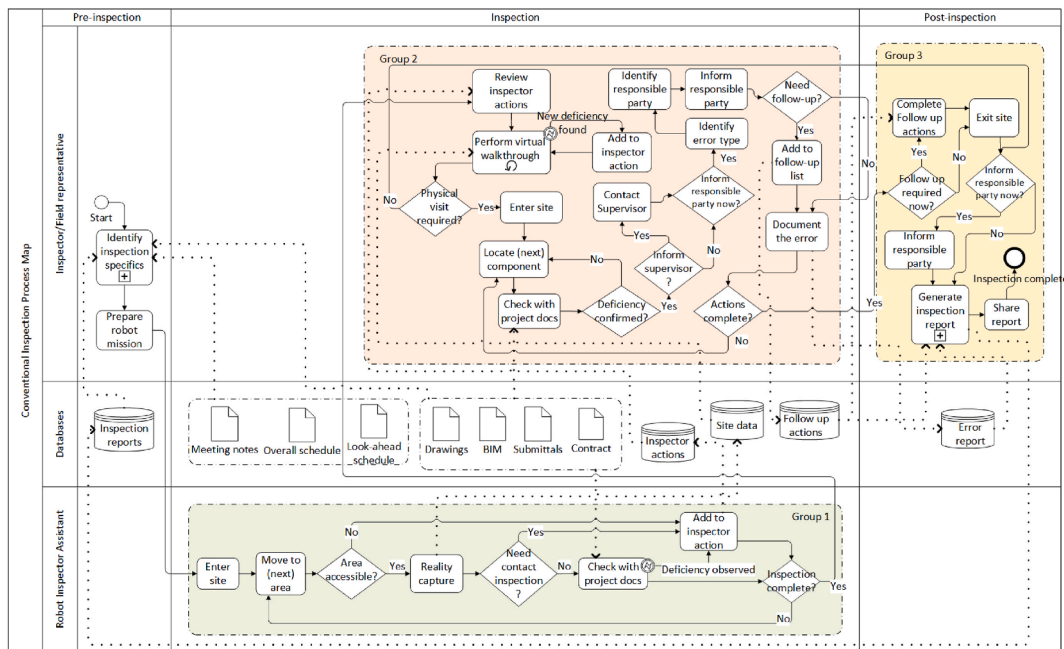 Pre-inspection
Inspection
Post-inspection
Conventional Inspection Process Map
Inspector/Field representative
Databases
Robot Inspector Assistant
Start
Identify
inspection
specifics
Prepare
robot
mission
Group 2
Review
inspector
actions
New deficiency
found
Perform virtual
walkthrough
Add to
inspector
action
Identify
responsible
party
Inform
responsible
party
Need
follow-up?
Yes
No
Identify
error type
Yes
Add to
follow-up
list
No
Physical
visit
required?
Yes
Enter site
Contact
Supervisor
Inform
responsible
party now?
Document
the error
Yes
No
Locate (next)
component
No
Inform
supervisor
?
Check with
project docs
Deficiency
confirmed?
Yes
Actions
complete?
Yes
No
Group 3
Complete
Follow up
actions
Exit site
Yes
No
Follow up
required
now?
Inform
responsible
party now?
Yes
Inform
responsible
party
No
Inspection complete
Generate
inspection
report
Share
report
Inspection
reports
Meeting notes
Overall schedule
Look-ahead
schedule
Drawings
BIM
Submittals
Contract
Inspector
actions
Site data
Follow up
actions
Error
report
Group 1
Enter
site
Move to
(next)
area
No
Area
accessible?
Yes
Reality
capture
Yes
Need
contact
inspection
?
No
Check with
project docs
Add to
inspector
action
Deficiency observed
Inspection
complete?
Yes
No